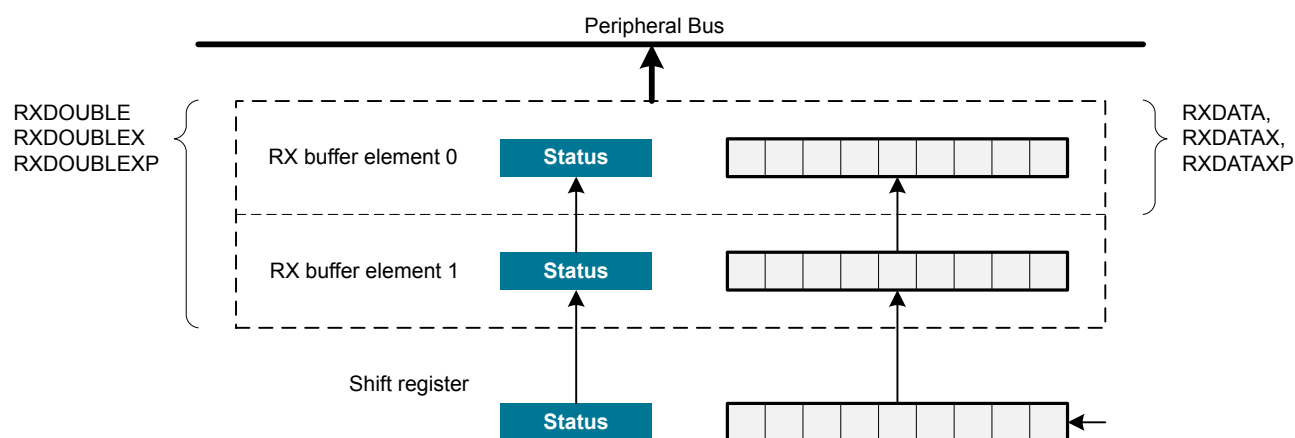 Peripheral Bus
RXDOUBLE
RXDOUBLEX
RXDOUBLEXP
RXDATA,
RXDATAX,
RXDATAXP
RX buffer element 0
Status
RX buffer element 1
Status
Shift register
Status